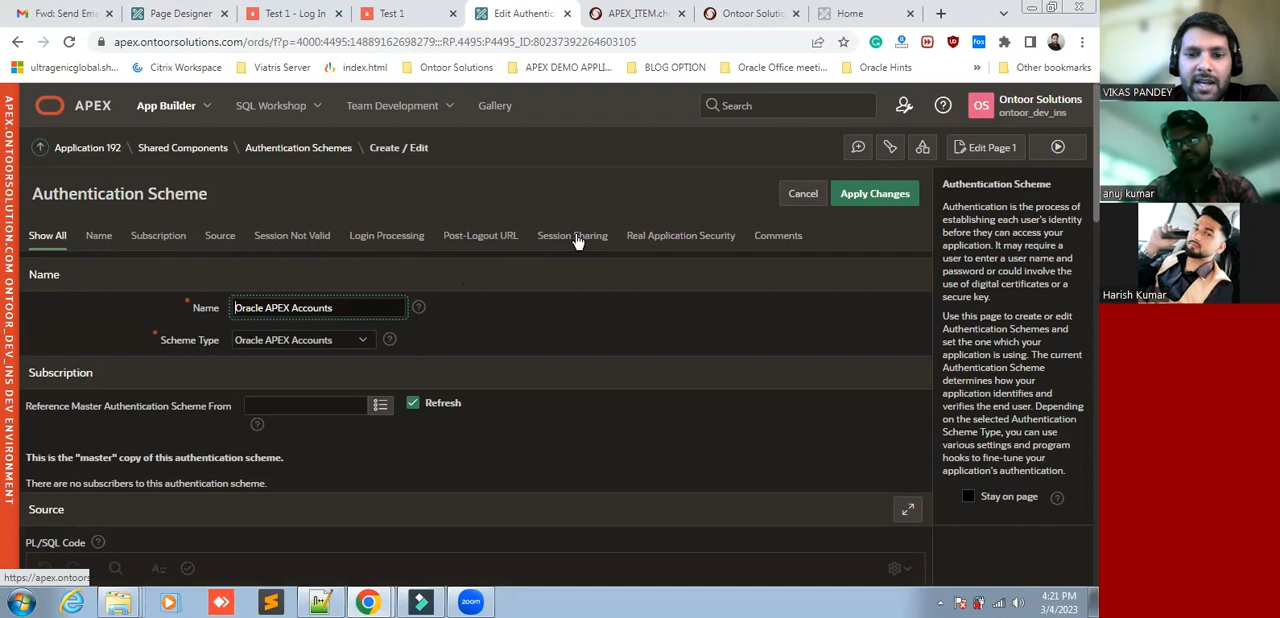 Fwd: Send Em
Page Designer
Test 1 - Log In
Test 1
Edit Authentic
APEX_ITEM.ch
Ontoor Soluti
Home
apex.ontoorsolution.com/ords/f?p=4000:4495:14889162698279:::RP,4495:P4495_ID:80237392264603105
ultragenicglobal.sh...
Citrix Workspace
Viatris Server
index.html
Ontoor S
APEX DEMO APPLI...
BLOG OPTION
Oracle Office meeti...
Oracle Hints
»
Other bookmarks
APEX
App Builder
SQL Workshop
Team Development
Gallery
Search
OS
Ontoor Solutions
ontoor_dev_ins
Application 192 \ Shared Components \ Authentication Schemes \ Create / Edit
Edit Page 1
Authentication Scheme
Cancel
Apply Changes
Show All
Name
Subscription
Source
Session Not Valid
Login Processing
Post-Logout URL
Session Sharing
Real Application Security
Comments
Name
* Name
Oracle APEX Accounts
* Scheme Type
Oracle APEX Accounts
Subscription
Reference Master Authentication Scheme From
Refresh
This is the "master" copy of this authentication scheme.
There are no subscribers to this authentication scheme.
Source
PL/SQL Code
https://apex.ontoors
Authentication Scheme
Authentication is the process of
establishing each user's identity
before they can access your
application. It may require a
user to enter a user name and
password or could involve the
use of digital certificates or a
secure key.
Use this page to create or edit
Authentication Schemes and
set the one which your
application is using. The current
Authentication Scheme
determines how your
application identifies and
verifies the end user. Depending
on the selected Authentication
Scheme Type, you can use
various settings and program
hooks to fine-tune your
application's authentication.
Stay on page
APEX.ONTOORSOLUTION.COM ONTOOR_DEV_INS DEV ENVIRONMENT
VIKAS PANDEY
anuj kumar
Harish Kumar
zoom
4:21 PM
3/4/2023